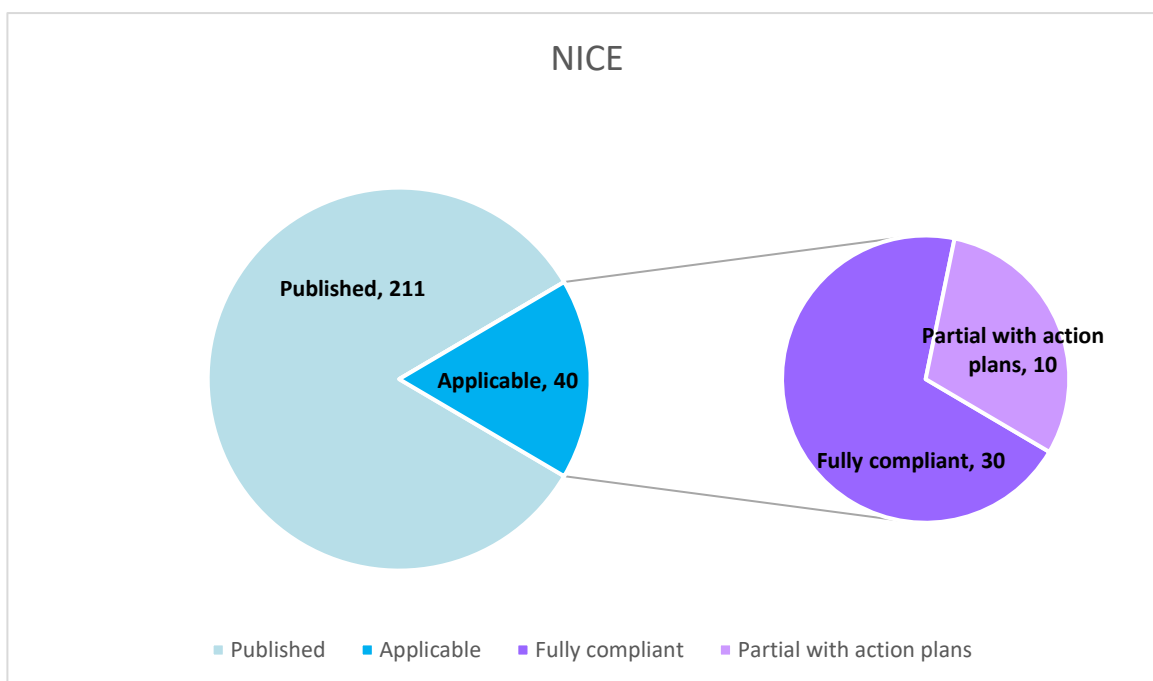 NICE
Published, 211
Applicable, 40
Partial with action
plans, 10
Fully compliant, 30
Published
Applicable
Fully compliant
Partial with action plans